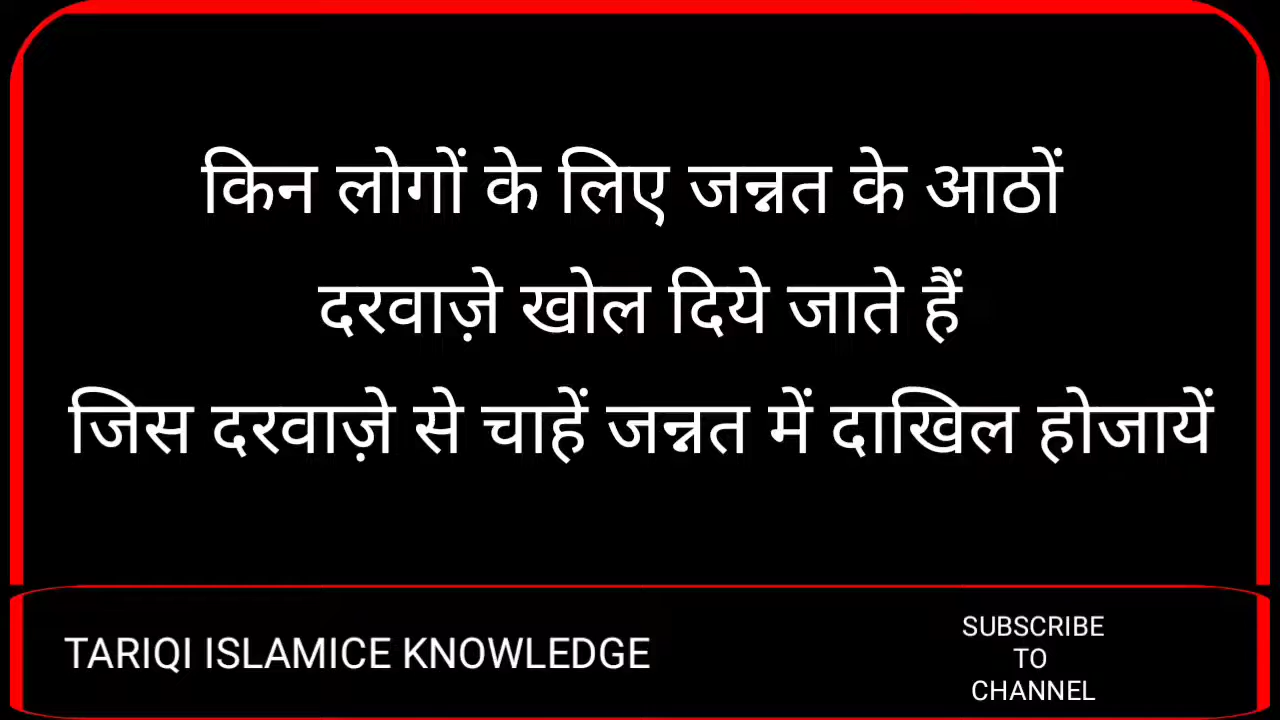 किन लोगों के लिए जन्नत के आठों
दरवाज़े खोल दिये जाते हैं
जिस दरवाज़े से चाहें जन्नत में दाखिल होजायें
TARIQI ISLAMICE KNOWLEDGE
SUBSCRIBE
TO
CHANNEL